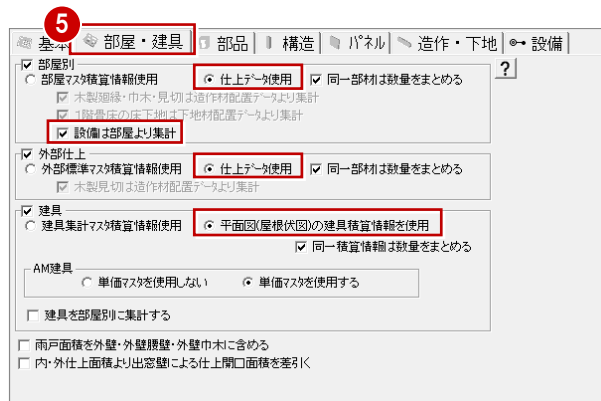 5
基本 部屋・建具 部品 構造 パネル 造作・下地 設備
部屋別
部屋マスタ積算情報使用 仕上データ使用 同一部材は数量をまとめる ?
木製廻縁・巾木・見切は造作材配置データより集計
1階畳床の床下地は下地材配置データより集計
設備は部屋より集計
外部仕上
外部標準マスタ積算情報使用 仕上データ使用 同一部材は数量をまとめる
木製見切は造作材配置データより集計
建具
建具集計マスタ積算情報使用 平面図(屋根伏図)の建具積算情報を使用
同一積算情報は数量をまとめる
AM建具
単価マスタを使用しない 単価マスタを使用する
建具を部屋別に集計する
雨戸面積を外壁・外壁腰壁・外壁巾木に含める
内・外仕上面積より出窓壁による仕上開口面積を差引く